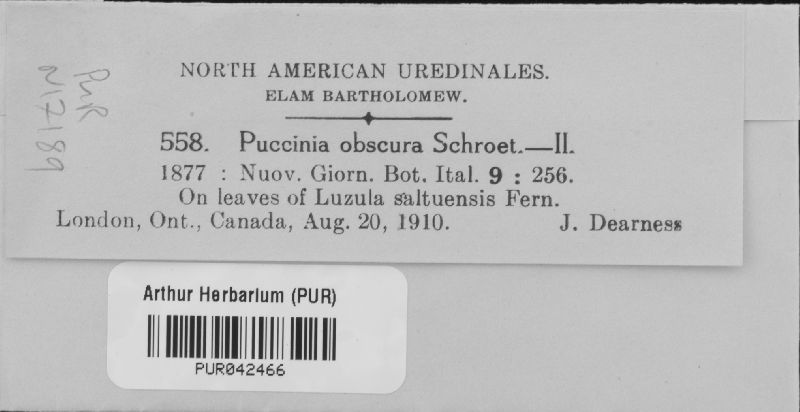 PUR
N17189
NORTH AMERICAN UREDINALES.
ELAM BARTHOLOMEW.
558. Puccinia obscura Schroet.—II.
1877 : Nuov. Giorn. Bot. Ital. 9 : 256.
On leaves of Luzula saltuensis Fern.
London, Ont., Canada, Aug. 20, 1910. J. Dearness
Arthur Herbarium (PUR)
PUR042466